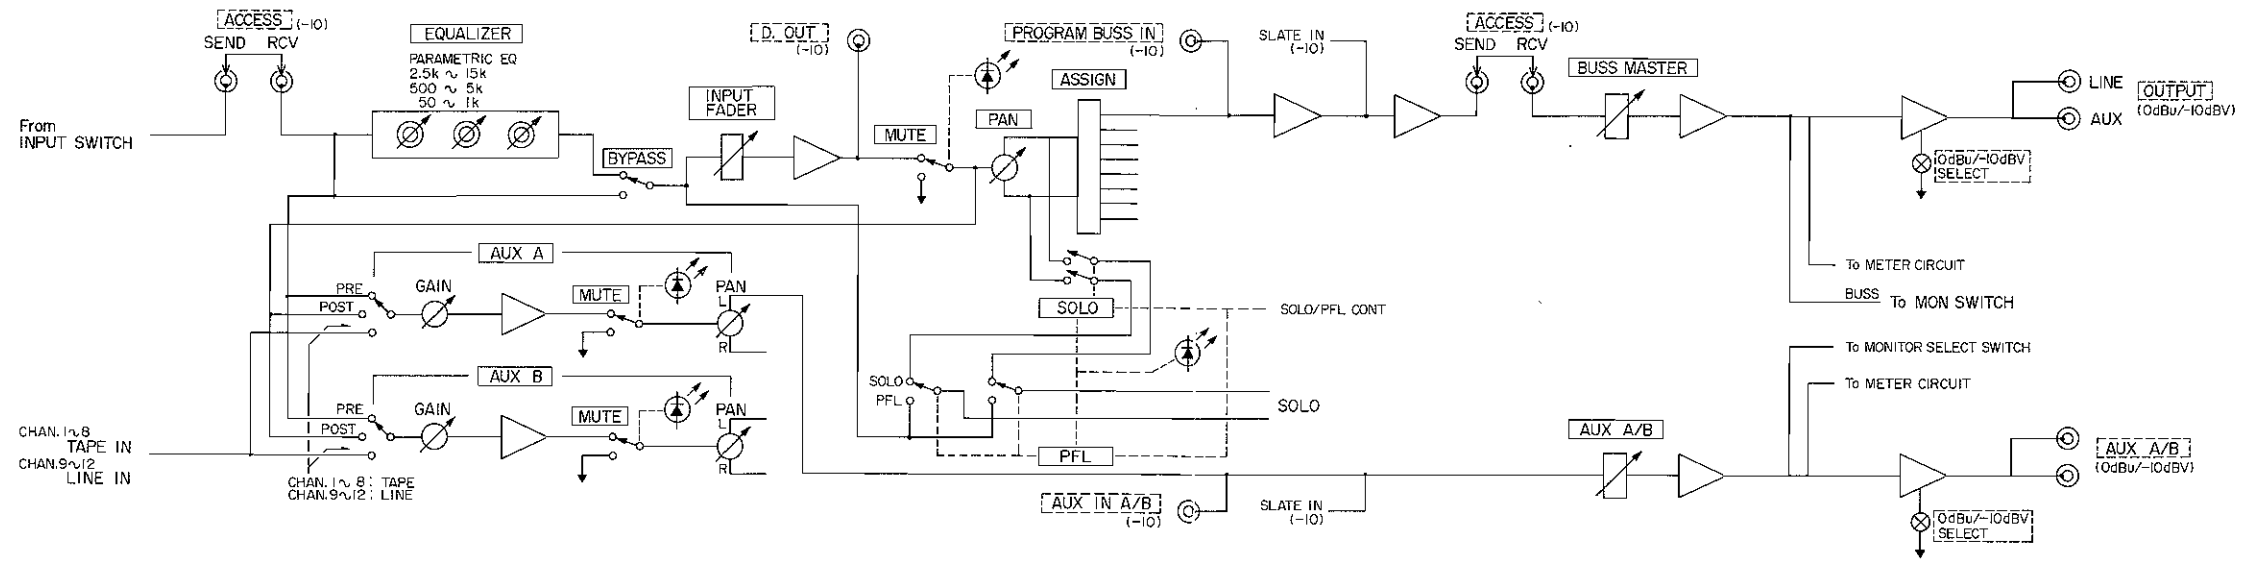 ACCESS (-10)
SEND RCV
From
INPUT SWITCH
EQUALIZER
PARAMETRIC EQ
2.5k ~ 15k
500 ~ 5k
50 ~ 1k
BYPASS
INPUT
FADER
D. OUT
(-10)
MUTE
PAN
ASSIGN
PROGRAM BUSS IN
(-10)
SLATE IN
(-10)
ACCESS (-10)
SEND RCV
BUSS MASTER
LINE
AUX
OUTPUT
(0dBu/-10dBV)
0dBu/-10dBV
SELECT
To METER CIRCUIT
BUSS To MON SWITCH
AUX A
PRE
POST
GAIN
MUTE
PAN
L
R
SOLO
SOLO/PFL CONT
SOLO
PFL
SOLO
PFL
AUX B
PRE
POST
GAIN
MUTE
PAN
L
R
CHAN. 1~8
TAPE IN
CHAN. 9~12
LINE IN
CHAN. 1~8: TAPE
CHAN. 9~12: LINE
AUX IN A/B
(-10)
SLATE IN
(-10)
AUX A/B
To MONITOR SELECT SWITCH
To METER CIRCUIT
AUX A/B
(0dBu/-10dBV)
0dBu/-10dBV
SELECT